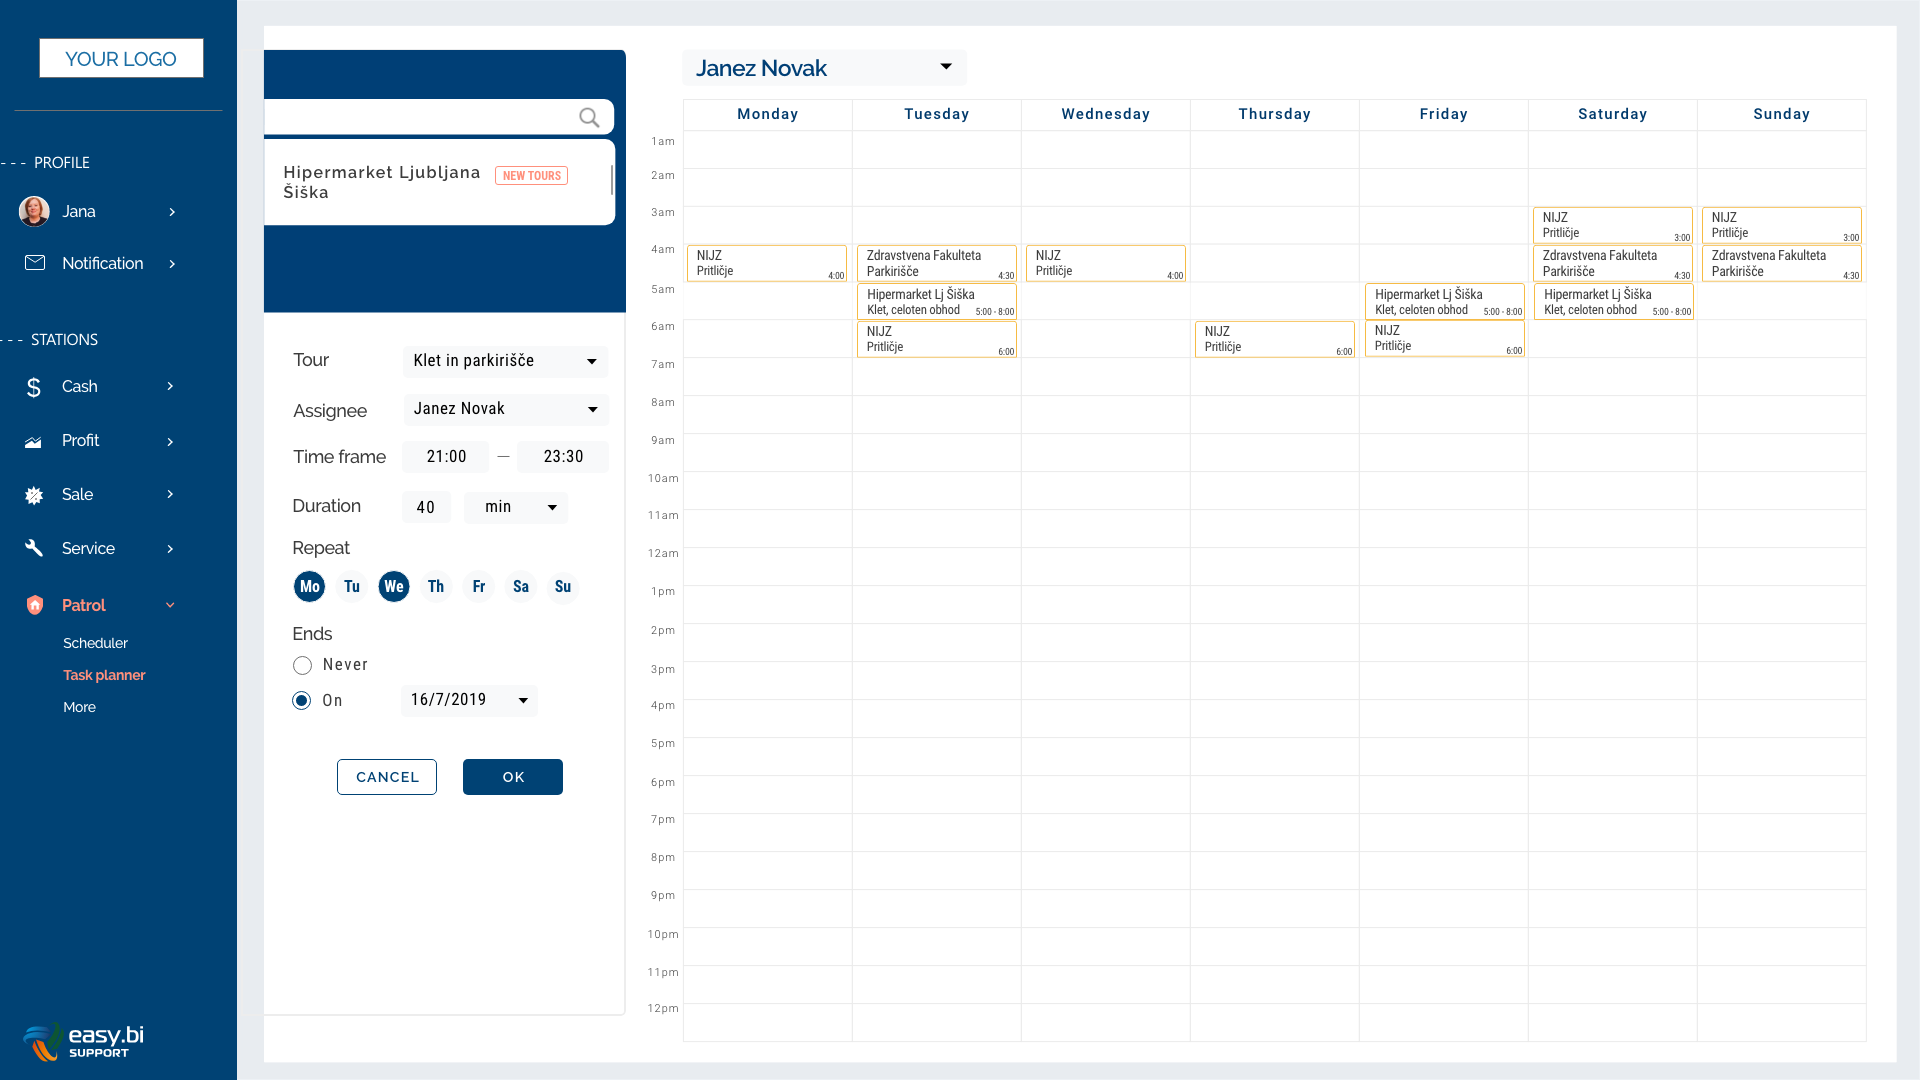 YOUR LOGO
- - - PROFILE
Jana
Notification
- - - STATIONS
Cash
Profit
Sale
Service
Patrol
Scheduler
Task planner
More
easy.bi
SUPPORT
Hipermarket Ljubljana
Šiška
NEW TOURS
Tour
Klet in parkirišče
Assignee
Janez Novak
Time frame
21:00 — 23:30
Duration
40 min
Repeat
Mo Tu We Th Fr Sa Su
Ends
Never
On
16/7/2019
CANCEL
OK
Janez Novak
Monday Tuesday Wednesday Thursday Friday Saturday Sunday
1am
2am
3am
NIJZ
Pritličje
3:00
NIJZ
Pritličje
3:00
4am
NIJZ
Pritličje
4:00
Zdravstvena Fakulteta
Parkirišče
4:30
NIJZ
Pritličje
4:00
Zdravstvena Fakulteta
Parkirišče
4:30
Zdravstvena Fakulteta
Parkirišče
4:30
5am
Hipermarket Lj Šiška
Klet, celoten obhod 5:00 - 8:00
Hipermarket Lj Šiška
Klet, celoten obhod 5:00 - 8:00
Hipermarket Lj Šiška
Klet, celoten obhod 5:00 - 8:00
6am
NIJZ
Pritličje
6:00
NIJZ
Pritličje
6:00
NIJZ
Pritličje
6:00
7am
8am
9am
10am
11am
12am
1pm
2pm
3pm
4pm
5pm
6pm
7pm
8pm
9pm
10pm
11pm
12pm